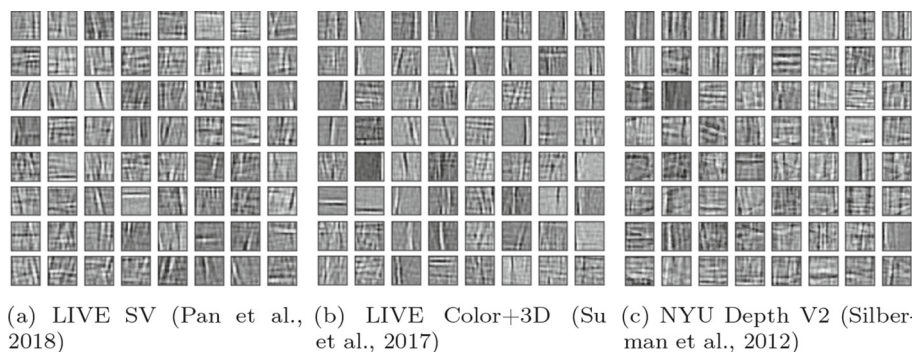 (a) LIVE SV (Pan et al.,
2018)
(b) LIVE Color+3D (Su
et al., 2017)
(c) NYU Depth V2 (Silber-
man et al., 2012)